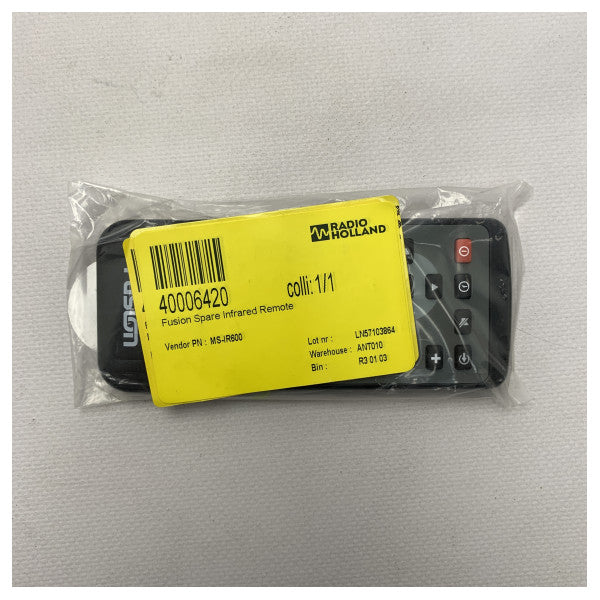 RADIO
HOLLAND
40006420
colli: 1/1
Fusion Spare Infrared Remote
Vendor PN : MS-IR600
Lot nr : LN57103864
Warehouse : ANT010
Bin : R3 01 03